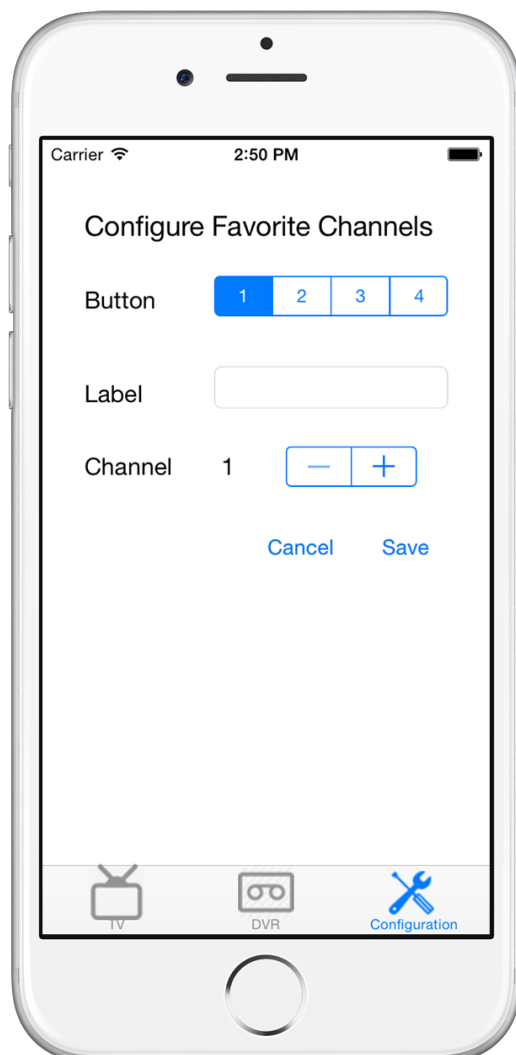 Carrier 2:50 PM
Configure Favorite Channels
Button 1 2 3 4
Label
Channel 1 − +
Cancel Save
TV DVR Configuration